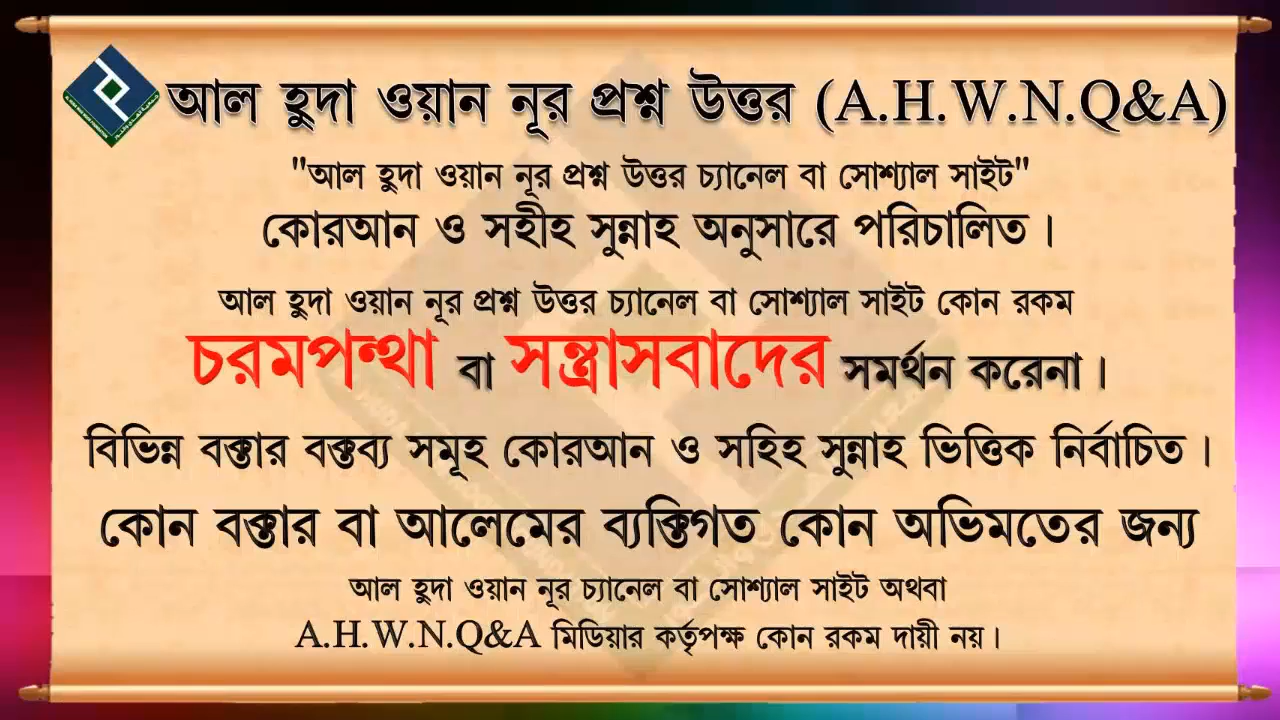 আল হুদা ওয়ান নূর প্রশ্ন উত্তর (A.H.W.N.Q&A)
"আল হুদা ওয়ান নূর প্রশ্ন উত্তর চ্যানেল বা সোশ্যাল সাইট"
কোরআন ও সহীহ সুন্নাহ অনুসারে পরিচালিত।
আল হুদা ওয়ান নূর প্রশ্ন উত্তর চ্যানেল বা সোশ্যাল সাইট কোন রকম
চরমপন্থা বা সন্ত্রাসবাদের সমর্থন করেনা।
বিভিন্ন বক্তার বক্তব্য সমূহ কোরআন ও সহিহ সুন্নাহ ভিত্তিক নির্বাচিত।
কোন বক্তার বা আলেমের ব্যক্তিগত কোন অভিমতের জন্য
আল হুদা ওয়ান নূর চ্যানেল বা সোশ্যাল সাইট অথবা
A.H.W.N.Q&A মিডিয়ার কর্তৃপক্ষ কোন রকম দায়ী নয়।